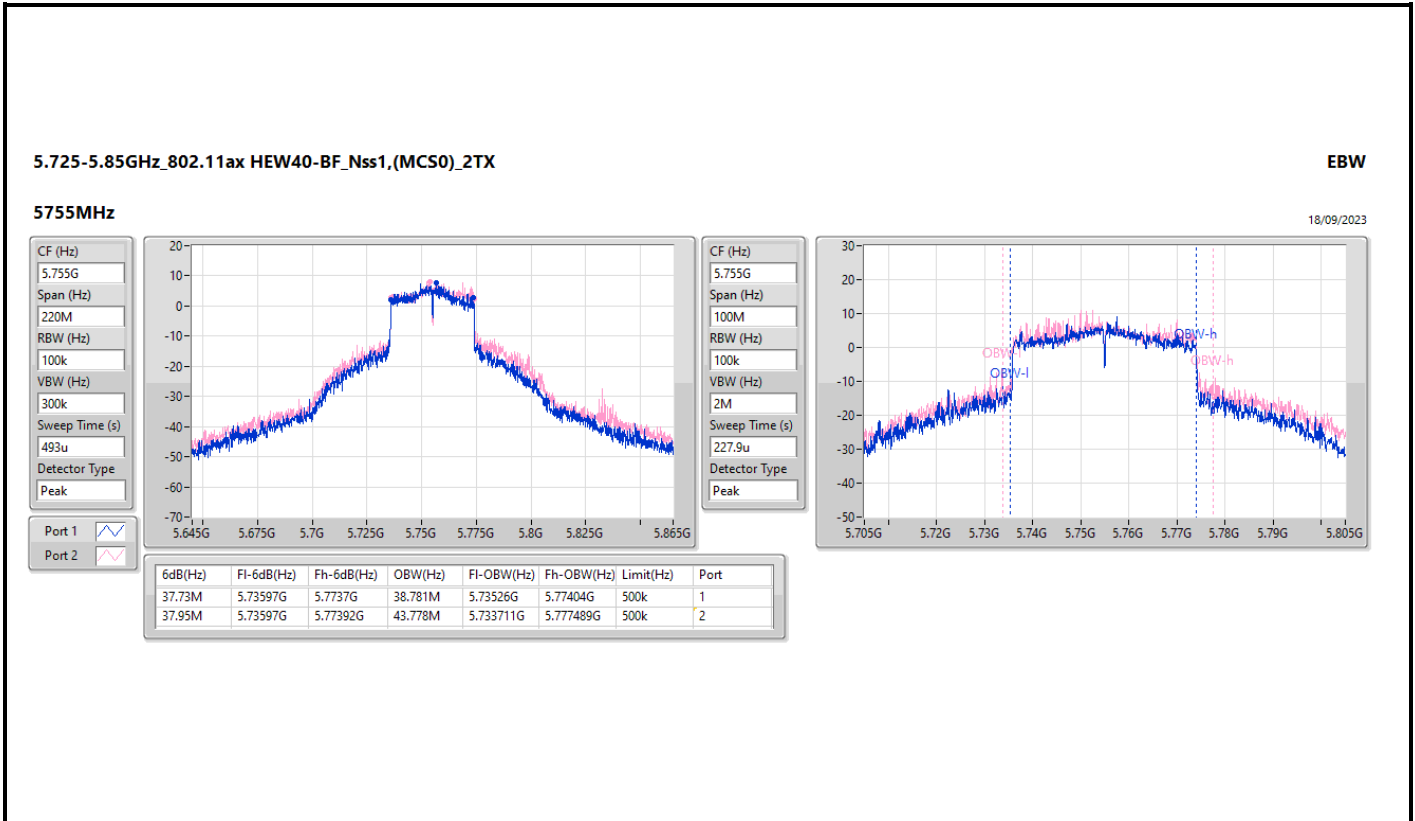 5.725-5.85GHz_802.11ax HEW40-BF_Nss1,(MCS0)_2TX
EBW
5755MHz
18/09/2023
CF (Hz)
5.755G
Span (Hz)
220M
RBW (Hz)
100k
VBW (Hz)
300k
Sweep Time (s)
493u
Detector Type
Peak
Port 1
Port 2
20
10
0
-10
-20
-30
-40
-50
-60
-70
5.645G 5.675G 5.7G 5.725G 5.75G 5.775G 5.8G 5.825G 5.865G
CF (Hz)
5.755G
Span (Hz)
100M
RBW (Hz)
100k
VBW (Hz)
2M
Sweep Time (s)
227.9u
Detector Type
Peak
30
20
10
0
-10
-20
-30
-40
-50
OBW-l
OBW-h
OBW-l
OBW-h
5.705G 5.72G 5.73G 5.74G 5.75G 5.76G 5.77G 5.78G 5.79G 5.805G
6dB(Hz) Fl-6dB(Hz) Fh-6dB(Hz) OBW(Hz) Fl-OBW(Hz) Fh-OBW(Hz) Limit(Hz) Port
37.73M 5.73597G 5.7737G 38.781M 5.73526G 5.77404G 500k 1
37.95M 5.73597G 5.77392G 43.778M 5.733711G 5.777489G 500k 2